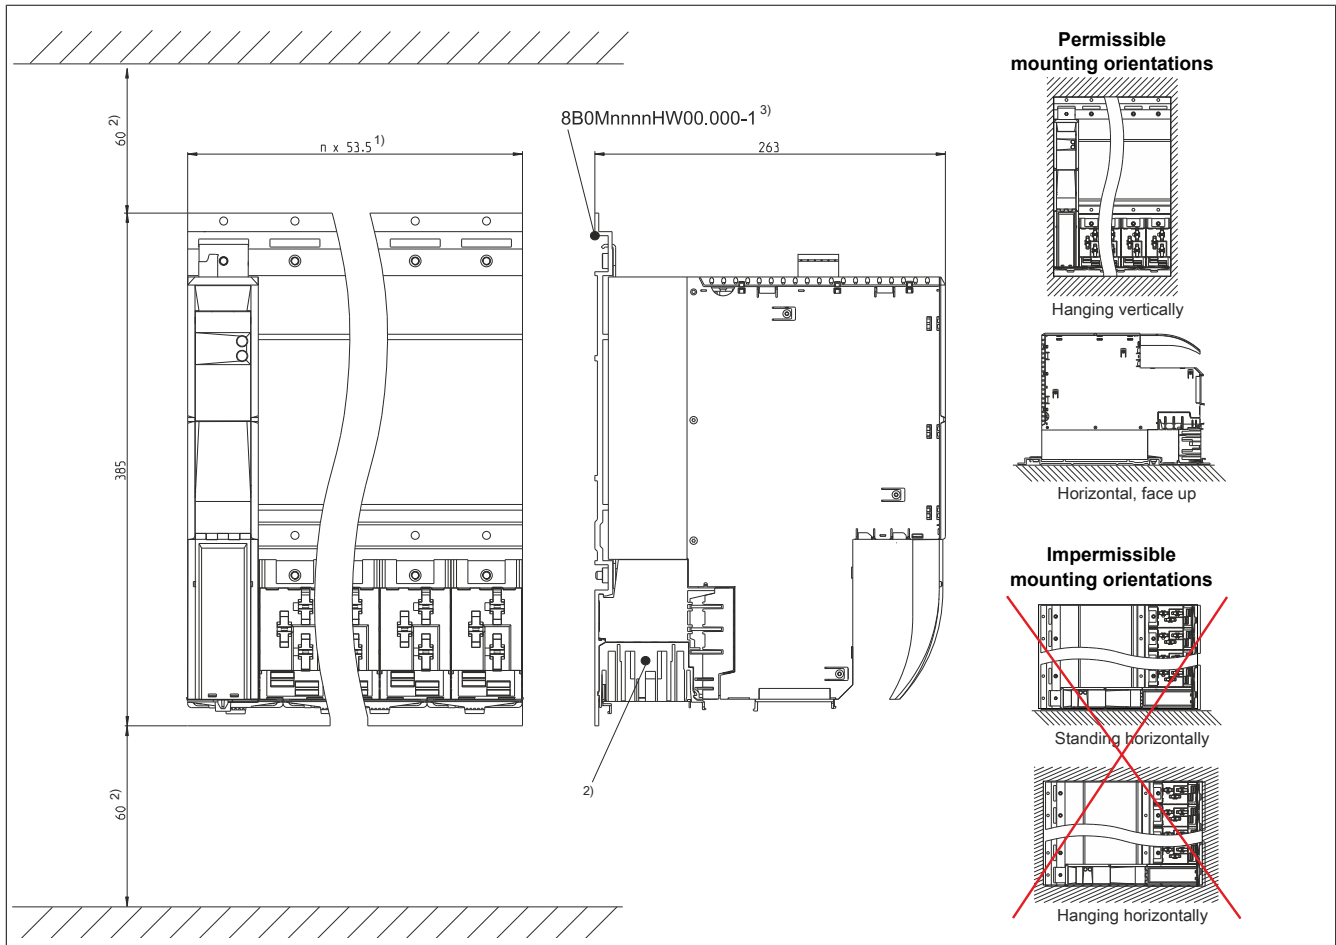 60 2)
n x 53.5 1)
385
60 2)
8B0MnnnnHW00.000-1 3)
263
2)
Permissible
mounting orientations
Hanging vertically
Horizontal, face up
Impermissible
mounting orientations
Standing horizontally
Hanging horizontally